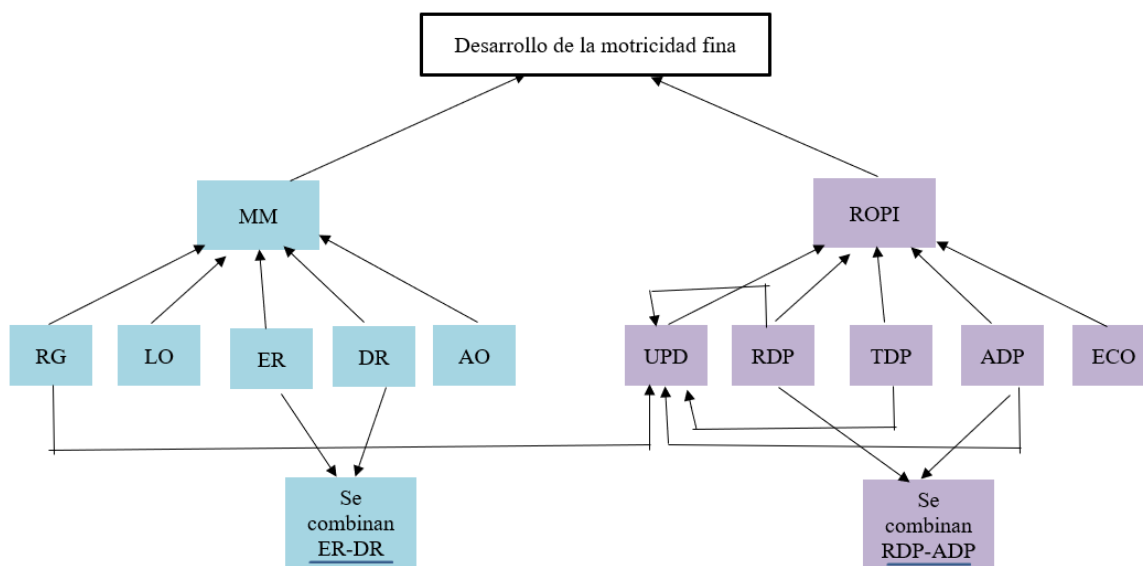 Desarrollo de la motricidad fina
MM
ROPI
RG
LO
ER
DR
AO
UPD
RDP
TDP
ADP
ECO
Se
combinan
ER-DR
Se
combinan
RDP-ADP